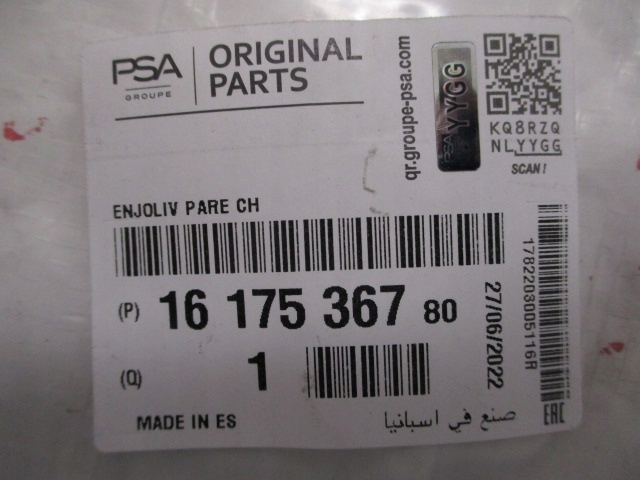 PSA
GROUPE
ORIGINAL
PARTS
qr.groupe-psa.com
PSA YYGG
KQ8RZQ
NLYYGG
SCAN!
ENJOLIV PARE CH
(P) 16 175 367 80
(Q) 1
27/06/2022
1782208005116R
MADE IN ES
صنع في اسبانيا
EAC